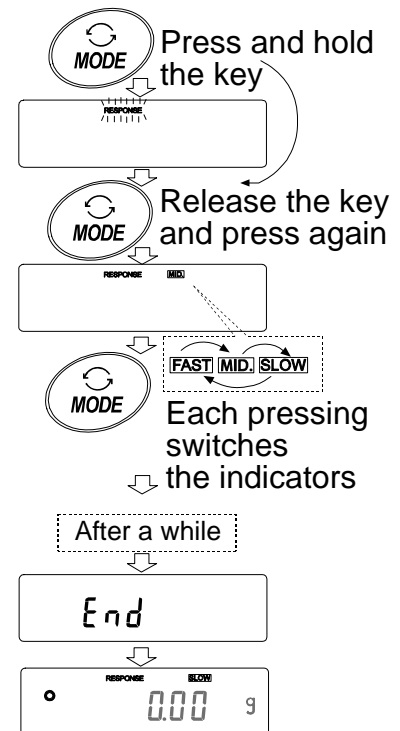 MODE
Press and hold
the key
RESPONSE
MODE
Release the key
and press again
RESPONSE MID.
FAST MID. SLOW
MODE
Each pressing
switches
the indicators
After a while
End
RESPONSE SLOW
0.00 g